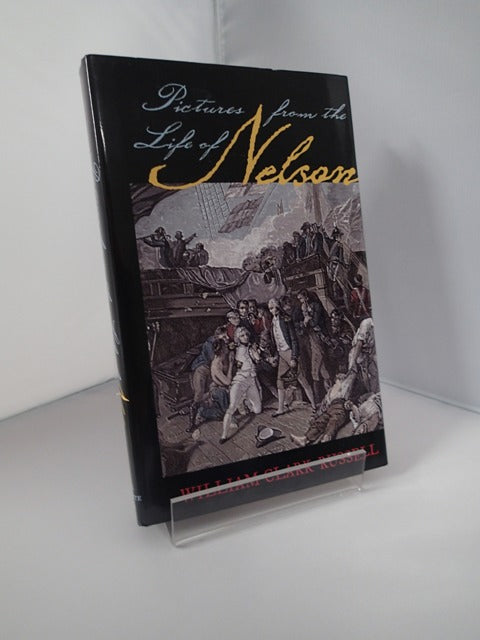 Pictures from the
Life of Nelson
WILLIAM CLARK RUSSELL